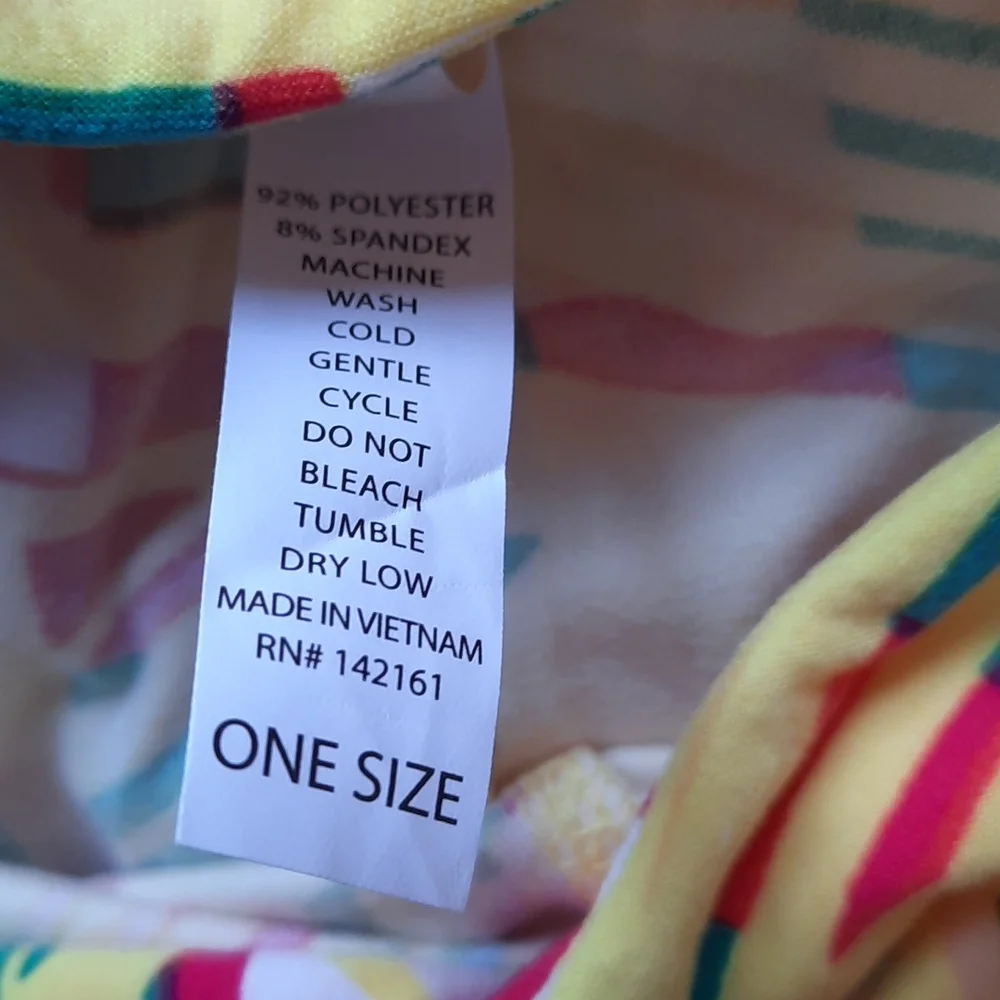 92% POLYESTER
8% SPANDEX
MACHINE
WASH
COLD
GENTLE
CYCLE
DO NOT
BLEACH
TUMBLE
DRY LOW
MADE IN VIETNAM
RN# 142161
ONE SIZE